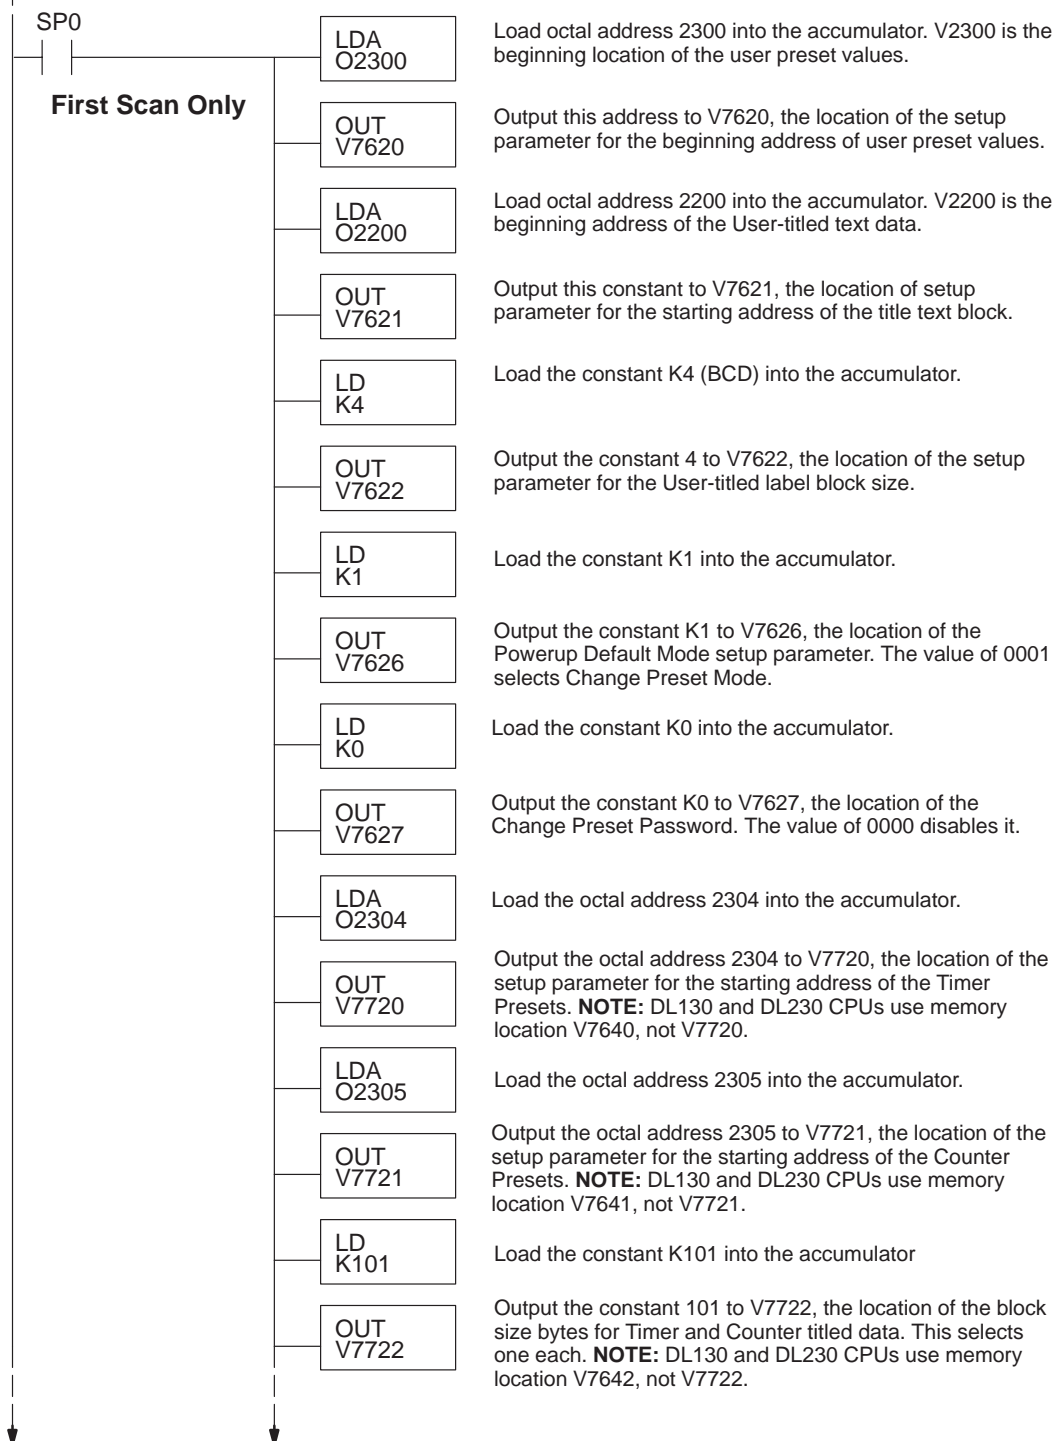 SP0
First Scan Only
LDA
O2300
Load octal address 2300 into the accumulator. V2300 is the
beginning location of the user preset values.
OUT
V7620
Output this address to V7620, the location of the setup
parameter for the beginning address of user preset values.
LDA
O2200
Load octal address 2200 into the accumulator. V2200 is the
beginning address of the User-titled text data.
OUT
V7621
Output this constant to V7621, the location of setup
parameter for the starting address of the title text block.
LD
K4
Load the constant K4 (BCD) into the accumulator.
OUT
V7622
Output the constant 4 to V7622, the location of the setup
parameter for the User-titled label block size.
LD
K1
Load the constant K1 into the accumulator.
OUT
V7626
Output the constant K1 to V7626, the location of the
Powerup Default Mode setup parameter. The value of 0001
selects Change Preset Mode.
LD
K0
Load the constant K0 into the accumulator.
OUT
V7627
Output the constant K0 to V7627, the location of the
Change Preset Password. The value of 0000 disables it.
LDA
O2304
Load the octal address 2304 into the accumulator.
OUT
V7720
Output the octal address 2304 to V7720, the location of the
setup parameter for the starting address of the Timer
Presets. NOTE: DL130 and DL230 CPUs use memory
location V7640, not V7720.
LDA
O2305
Load the octal address 2305 into the accumulator.
OUT
V7721
Output the octal address 2305 to V7721, the location of the
setup parameter for the starting address of the Counter
Presets. NOTE: DL130 and DL230 CPUs use memory
location V7641, not V7721.
LD
K101
Load the constant K101 into the accumulator
OUT
V7722
Output the constant 101 to V7722, the location of the block
size bytes for Timer and Counter titled data. This selects
one each. NOTE: DL130 and DL230 CPUs use memory
location V7642, not V7722.